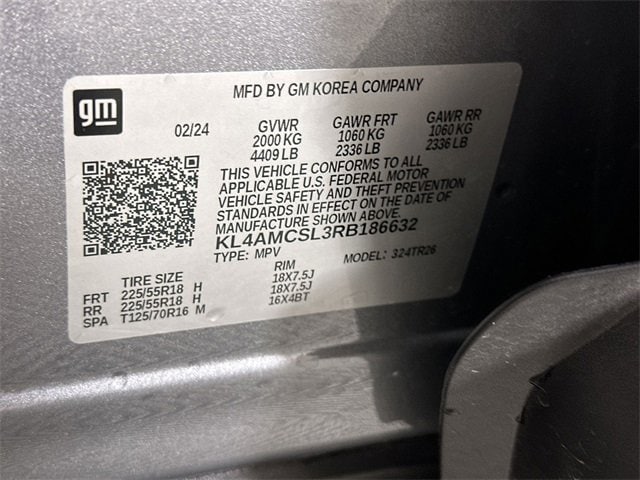 MFD BY GM KOREA COMPANY
gm
02/24 GVWR GAWR FRT GAWR RR
2000 KG 1060 KG 1060 KG
4409 LB 2336 LB 2336 LB
THIS VEHICLE CONFORMS TO ALL
APPLICABLE U.S. FEDERAL MOTOR
VEHICLE SAFETY AND THEFT PREVENTION
STANDARDS IN EFFECT ON THE DATE OF
MANUFACTURE SHOWN ABOVE.
KL4AMCSL3RB186632
TYPE: MPV MODEL: 324TR26
TIRE SIZE RIM
FRT 225/55R18 H 18X7.5J
RR 225/55R18 H 18X7.5J
SPA T125/70R16 M 16X4BT